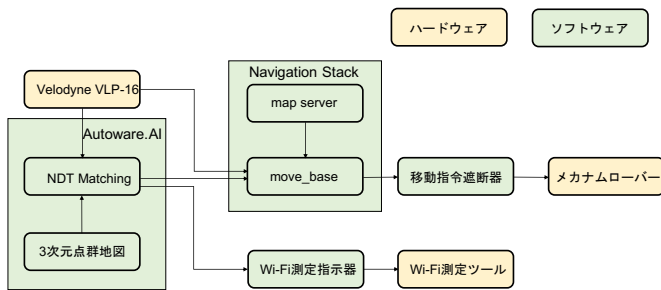 ハードウェア
ソフトウェア
Navigation Stack
Velodyne VLP-16
map server
Autoware.AI
NDT Matching
move_base
移動指令遮断器
メカナムローバー
3次元点群地図
Wi-Fi測定指示器
Wi-Fi測定ツール